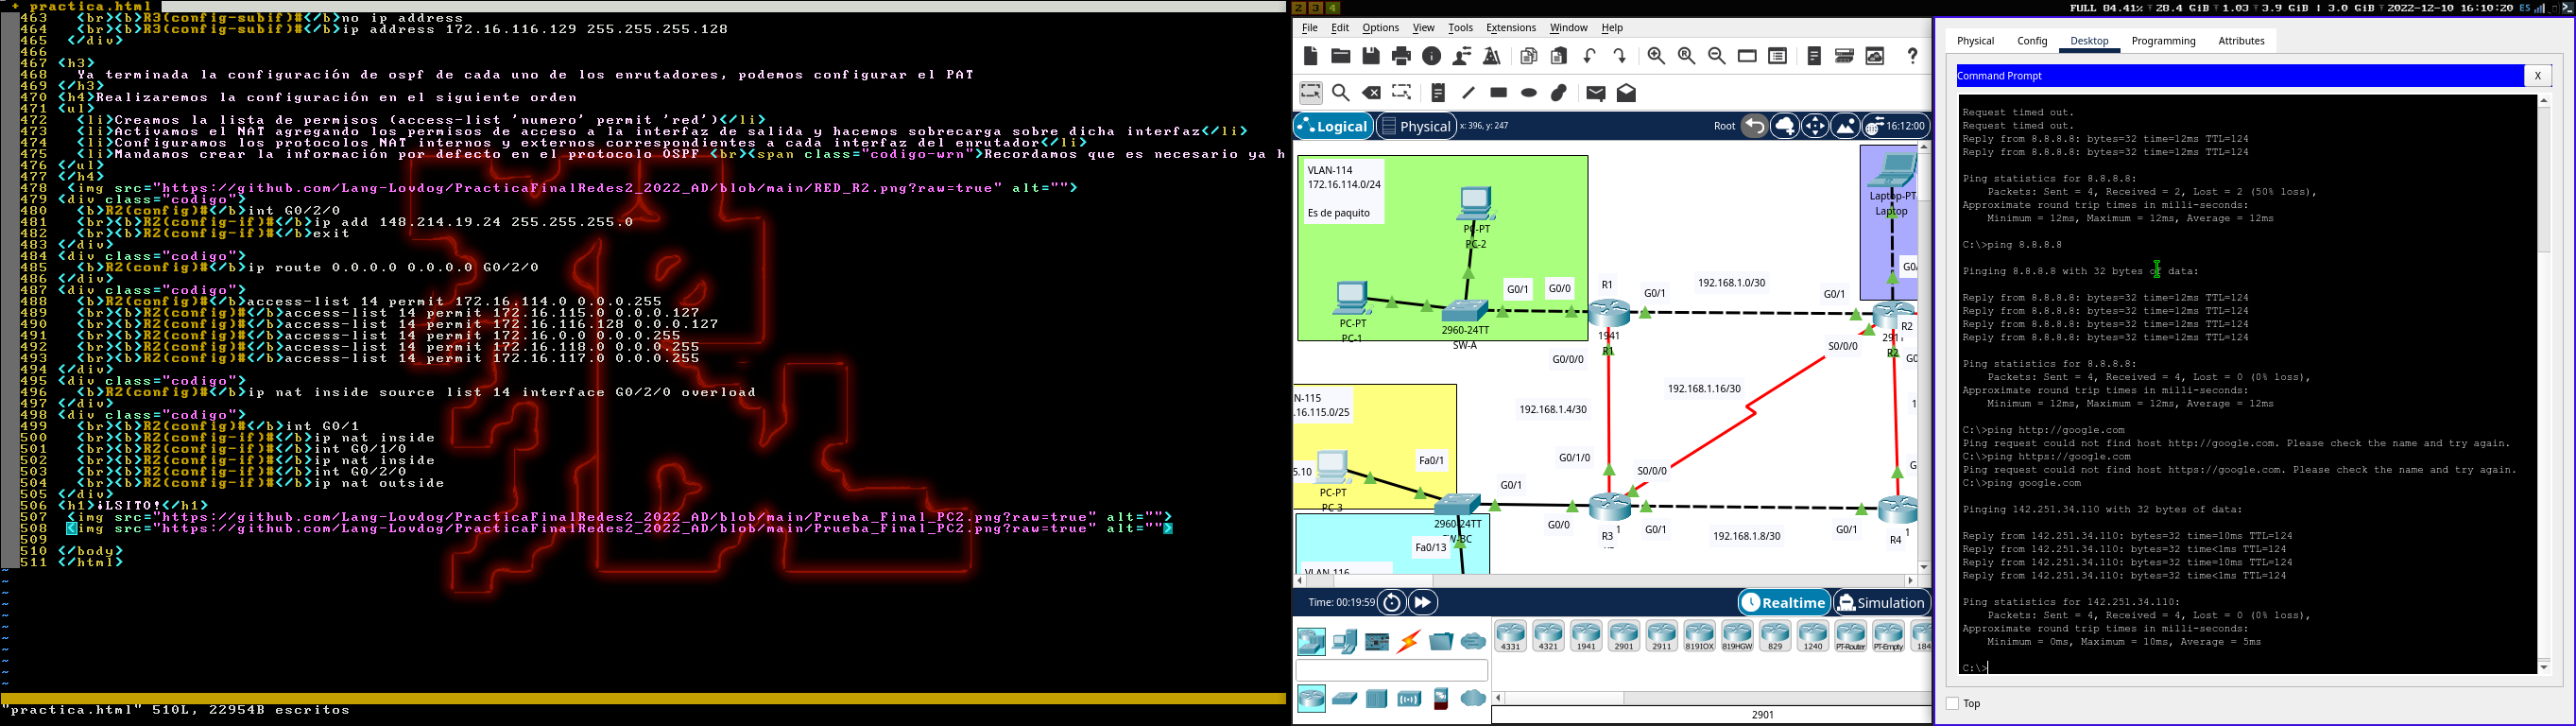 + practica.html
463 <br><b>R3(config-subif)#</b>no ip address
464 <br><b>R3(config-subif)#</b>ip address 172.16.116.129 255.255.255.128
465 </div>
466
467 <h3>
468 Ya terminada la configuración de ospf de cada uno de los enrutadores, podemos configurar el PAT
469 </h3>
470 <h4>Realizaremos la configuración en el siguiente orden
471 <ul>
472 <li>Creamos la lista de permisos (access-list 'numero' permit 'red')</li>
473 <li>Activamos el NAT agregando los permisos de acceso a la interfaz de salida y hacemos sobrecarga sobre dicha interfaz</li>
474 <li>Configuramos los protocolos NAT internos y externos correspondientes a cada interfaz del enrutador</li>
475 <li>Mandamos crear la información por defecto en el protocolo OSPF <br><span class="codigo-wrn">Recordamos que es necesario ya h
476 </ul>
477 </h4>
478 <img src="https://github.com/Lang-Lovdog/PracticaFinalRedes2_2022_AD/blob/main/RED_R2.png?raw=true" alt="">
479 <div class="codigo">
480 <b>R2(config)#</b>int G0/2/0
481 <br><b>R2(config-if)#</b>ip add 148.214.19.24 255.255.255.0
482 <br><b>R2(config-if)#</b>exit
483 </div>
484 <div class="codigo">
485 <b>R2(config)#</b>ip route 0.0.0.0 0.0.0.0 G0/2/0
486 </div>
487 <div class="codigo">
488 <b>R2(config)#</b>access-list 14 permit 172.16.114.0 0.0.0.255
489 <br><b>R2(config)#</b>access-list 14 permit 172.16.115.0 0.0.0.127
490 <br><b>R2(config)#</b>access-list 14 permit 172.16.116.128 0.0.0.127
491 <br><b>R2(config)#</b>access-list 14 permit 172.16.0.0 0.0.0.255
492 <br><b>R2(config)#</b>access-list 14 permit 172.16.118.0 0.0.0.255
493 <br><b>R2(config)#</b>access-list 14 permit 172.16.117.0 0.0.0.255
494 </div>
495 <div class="codigo">
496 <b>R2(config)#</b>ip nat inside source list 14 interface G0/2/0 overload
497 </div>
498 <div class="codigo">
499 <br><b>R2(config)#</b>int G0/1
500 <br><b>R2(config-if)#</b>ip nat inside
501 <br><b>R2(config-if)#</b>int G0/1/0
502 <br><b>R2(config-if)#</b>ip nat inside
503 <br><b>R2(config-if)#</b>int G0/2/0
504 <br><b>R2(config-if)#</b>ip nat outside
505 </div>
506 <h1>¡LSITO!</h1>
507 <img src="https://github.com/Lang-Lovdog/PracticaFinalRedes2_2022_AD/blob/main/Prueba_Final_PC2.png?raw=true" alt="">
508 <img src="https://github.com/Lang-Lovdog/PracticaFinalRedes2_2022_AD/blob/main/Prueba_Final_PC2.png?raw=true" alt="">
509
510 </body>
511 </html>
"practica.html" 510L, 22954B escritos
2 3 4
FULL 84.41% 28.4 GiB 1.03 3.9 GiB | 3.0 GiB 2022-12-10 16:10:20 ES
File Edit Options View Tools Extensions Window Help
Logical Physical x: 396, y: 247 Root 16:12:00
VLAN-114
172.16.114.0/24
Es de paquito
PC-PT
PC-2
PC-PT
PC-1
2960-24TT
SW-A
G0/1
G0/0
R1
1941
R1
G0/1
192.168.1.0/30
G0/1
Laptop-PT
Laptop
R2
R2
S0/0/0
G0/0/0
192.168.1.16/30
192.168.1.4/30
N-115
.16.115.0/25
5.10
PC-PT
PC 3
Fa0/1
2960-24TT
Fa0/13
G0/1
G0/1/0
S0/0/0
G0/0
R3
G0/1
192.168.1.8/30
G0/1
R4
VLAN 116
Time: 00:19:59
Realtime Simulation
4331 4321 1941 2901 2911 819IOX 819HGW 829 1240 PT-Router PT-Empty 184
2901
Physical Config Desktop Programming Attributes
Command Prompt
X
Request timed out.
Request timed out.
Reply from 8.8.8.8: bytes=32 time=12ms TTL=124
Reply from 8.8.8.8: bytes=32 time=12ms TTL=124
Ping statistics for 8.8.8.8:
Packets: Sent = 4, Received = 2, Lost = 2 (50% loss),
Approximate round trip times in milli-seconds:
Minimum = 12ms, Maximum = 12ms, Average = 12ms
C:\>ping 8.8.8.8
Pinging 8.8.8.8 with 32 bytes of data:
Reply from 8.8.8.8: bytes=32 time=12ms TTL=124
Reply from 8.8.8.8: bytes=32 time=12ms TTL=124
Reply from 8.8.8.8: bytes=32 time=12ms TTL=124
Reply from 8.8.8.8: bytes=32 time=12ms TTL=124
Ping statistics for 8.8.8.8:
Packets: Sent = 4, Received = 4, Lost = 0 (0% loss),
Approximate round trip times in milli-seconds:
Minimum = 12ms, Maximum = 12ms, Average = 12ms
C:\>ping http://google.com
Ping request could not find host http://google.com. Please check the name and try again.
C:\>ping https://google.com
Ping request could not find host https://google.com. Please check the name and try again.
C:\>ping google.com
Pinging 142.251.34.110 with 32 bytes of data:
Reply from 142.251.34.110: bytes=32 time=10ms TTL=124
Reply from 142.251.34.110: bytes=32 time<1ms TTL=124
Reply from 142.251.34.110: bytes=32 time=10ms TTL=124
Reply from 142.251.34.110: bytes=32 time<1ms TTL=124
Ping statistics for 142.251.34.110:
Packets: Sent = 4, Received = 4, Lost = 0 (0% loss),
Approximate round trip times in milli-seconds:
Minimum = 0ms, Maximum = 10ms, Average = 5ms
C:\>
Top